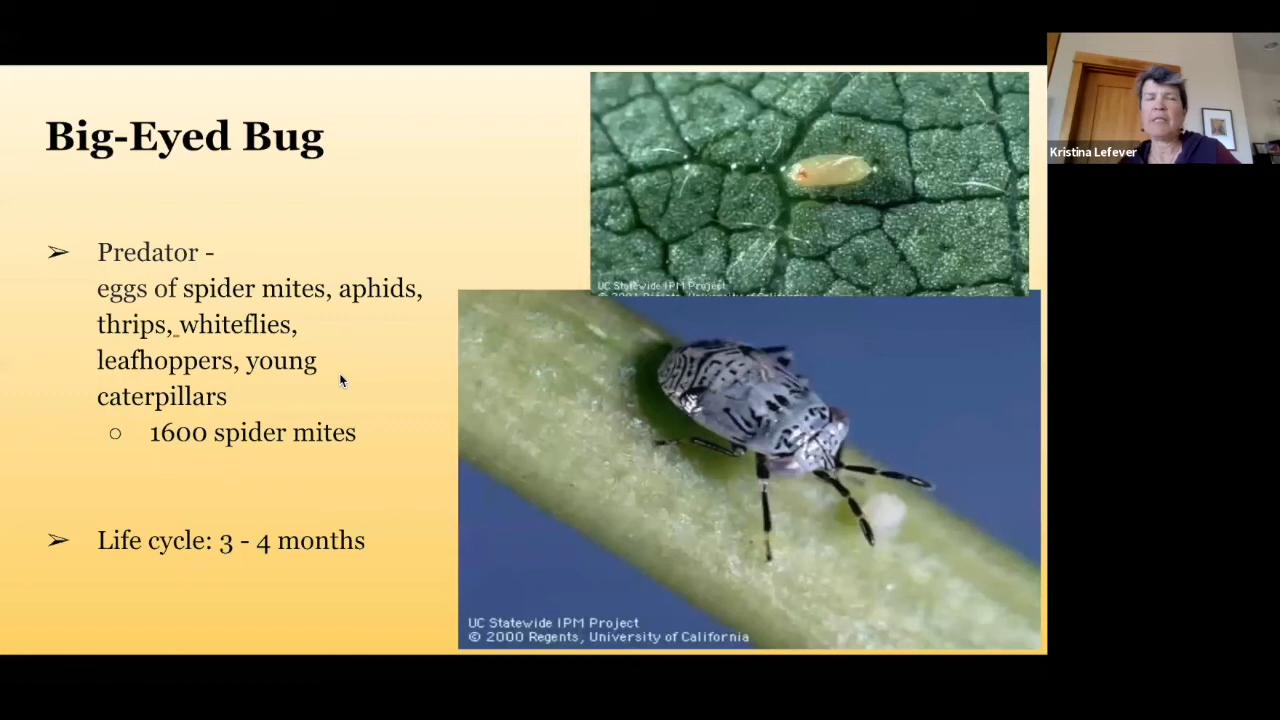 Big-Eyed Bug
➢ Predator -
eggs of spider mites, aphids,
thrips, whiteflies,
leafhoppers, young
caterpillars
○ 1600 spider mites
➢ Life cycle: 3 - 4 months
UC Statewide IPM Project
UC Statewide IPM Project
© 2000 Regents, University of California
Kristina Lefever